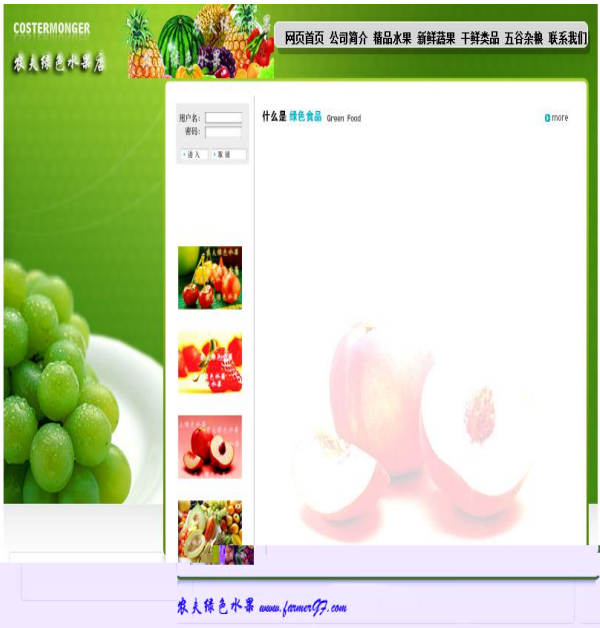 COSTERMONGER
农夫绿色水果店
网页首页 公司简介 精品水果 新鲜蔬果 干鲜类品 五谷杂粮 联系我们
用户名:
密码:
进入
什么是 绿色食品 Green Food
more
农夫绿色水果 www.farmerGF.com